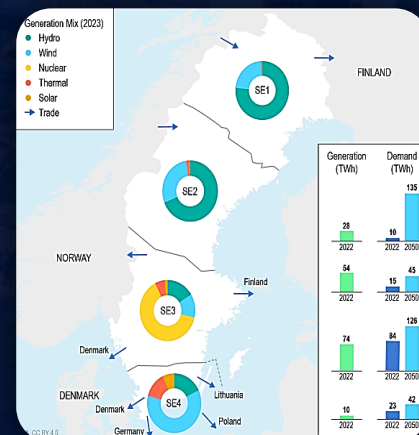 Generation Mix (2023)
Hydro
Wind
Nuclear
Thermal
Solar
Trade
SE1
FINLAND
SE2
NORWAY
Finland
SE3
Denmark
DENMARK
Denmark
SE4
Lithuania
Poland
Germany
CC BY 4.0
Generation
(TWh)
Demand
(TWh)
28
2022
10
135
2022 2050
54
2022
15
45
2022 2050
74
2022
84
126
2022 2050
10
2022
23
42
2022 2050